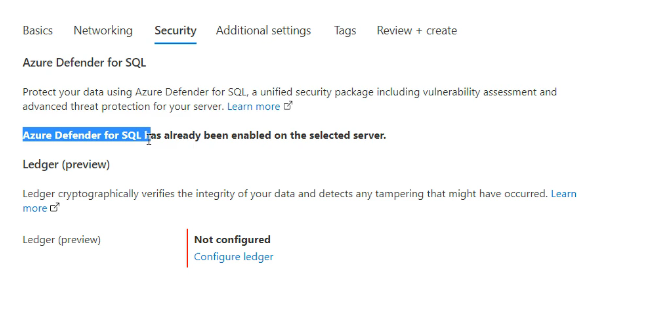 Basics Networking Security Additional settings Tags Review + create
Azure Defender for SQL
Protect your data using Azure Defender for SQL, a unified security package including vulnerability assessment and
advanced threat protection for your server. Learn more
Azure Defender for SQL has already been enabled on the selected server.
Ledger (preview)
Ledger cryptographically verifies the integrity of your data and detects any tampering that might have occurred. Learn
more
Ledger (preview) Not configured
Configure ledger